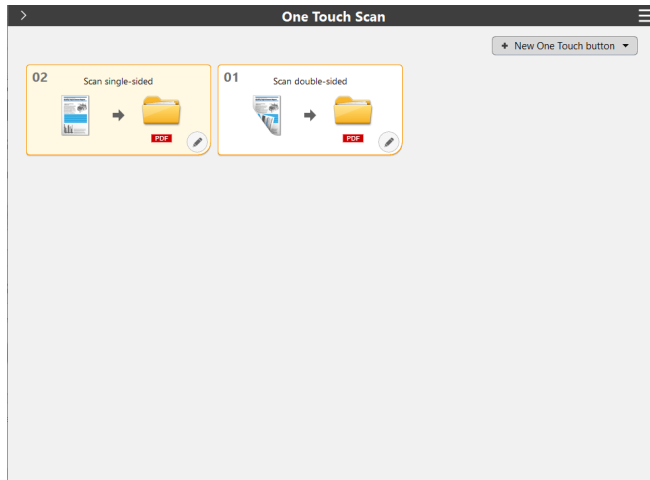 One Touch Scan
+ New One Touch button
02
Scan single-sided
PDF
01
Scan double-sided
PDF